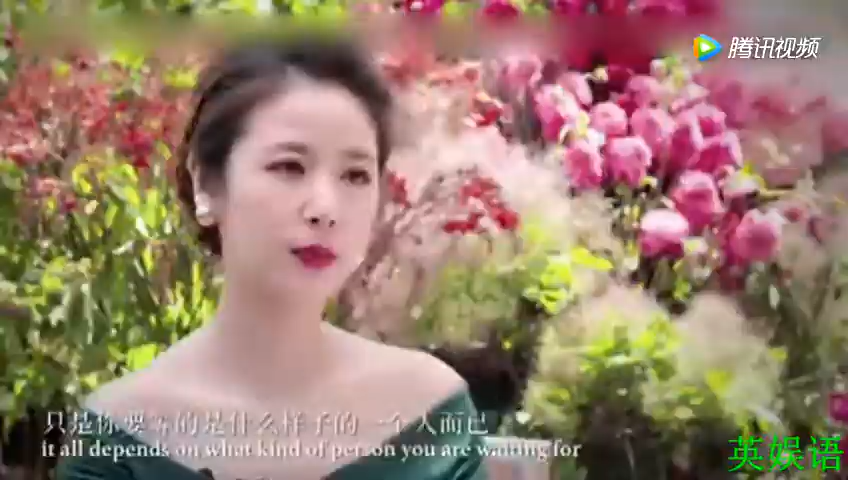 腾讯视频
只是你要等的是什么样子的一个人而已
it all depends on what kind of person you are waiting for
英娱语